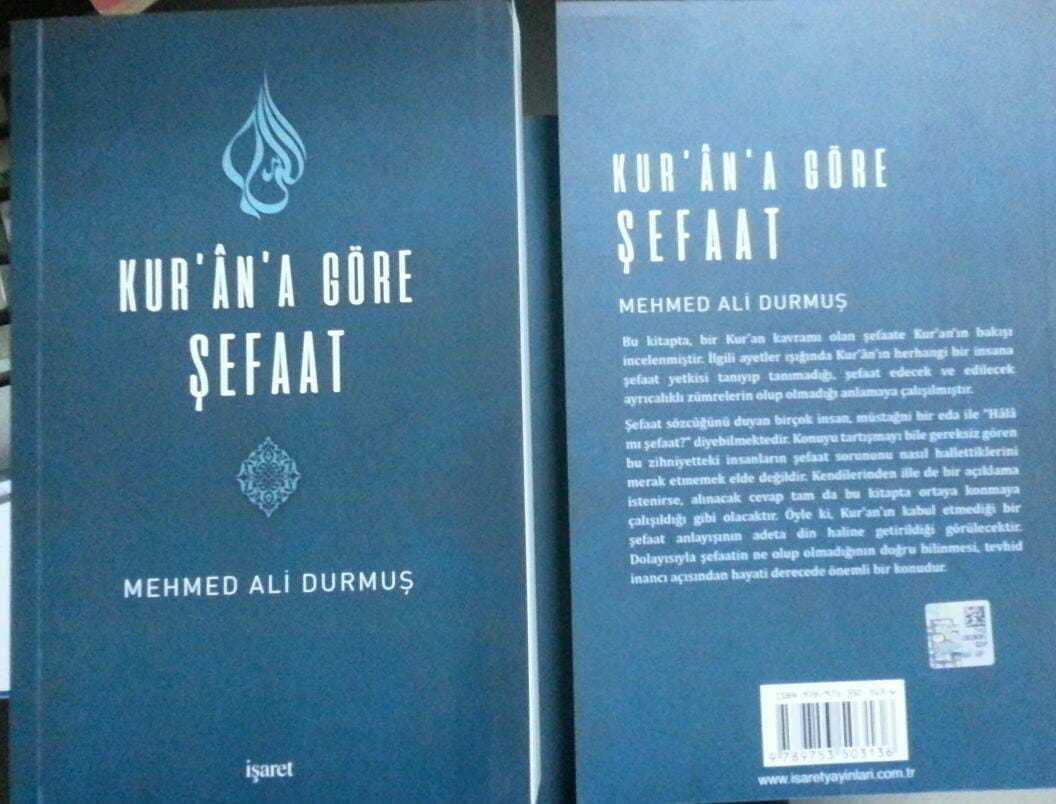 KUR'ÂN'A GÖRE
ŞEFAAT
MEHMED ALİ DURMUŞ
işaret
KUR'ÂN'A GÖRE
ŞEFAAT
MEHMED ALİ DURMUŞ
Bu kitapta, bir Kur'an kavramı olan şefaate Kur'an'ın bakışı
incelenmiştir. İlgili ayetler ışığında Kur'ân'ın herhangi bir insana
şefaat yetkisi tanıyıp tanımadığı, şefaat edecek ve edilecek
ayrıcalıklı zümrelerin olup olmadığı anlamaya çalışılmıştır.
Şefaat sözcüğünü duyan birçok insan, müstağni bir eda ile "Hâlâ
mı şefaat?" diyebilmektedir. Konuyu tartışmayı bile gereksiz gören
bu zihniyetteki insanların şefaat sorununu nasıl hallettiklerini
merak etmemek elde değildir. Kendilerinden ille de bir açıklama
istenirse, alınacak cevap tam da bu kitapta ortaya konmaya
çalışıldığı gibi olacaktır. Öyle ki, Kur'an'ın kabul etmediği bir
şefaat anlayışının adeta din haline getirildiği görülecektir.
Dolayısıyla şefaatin ne olup olmadığının doğru bilinmesi, tevhid
inancı açısından hayati derecede önemli bir konudur.
9 789753 503136
www.isaretyayinlari.com.tr